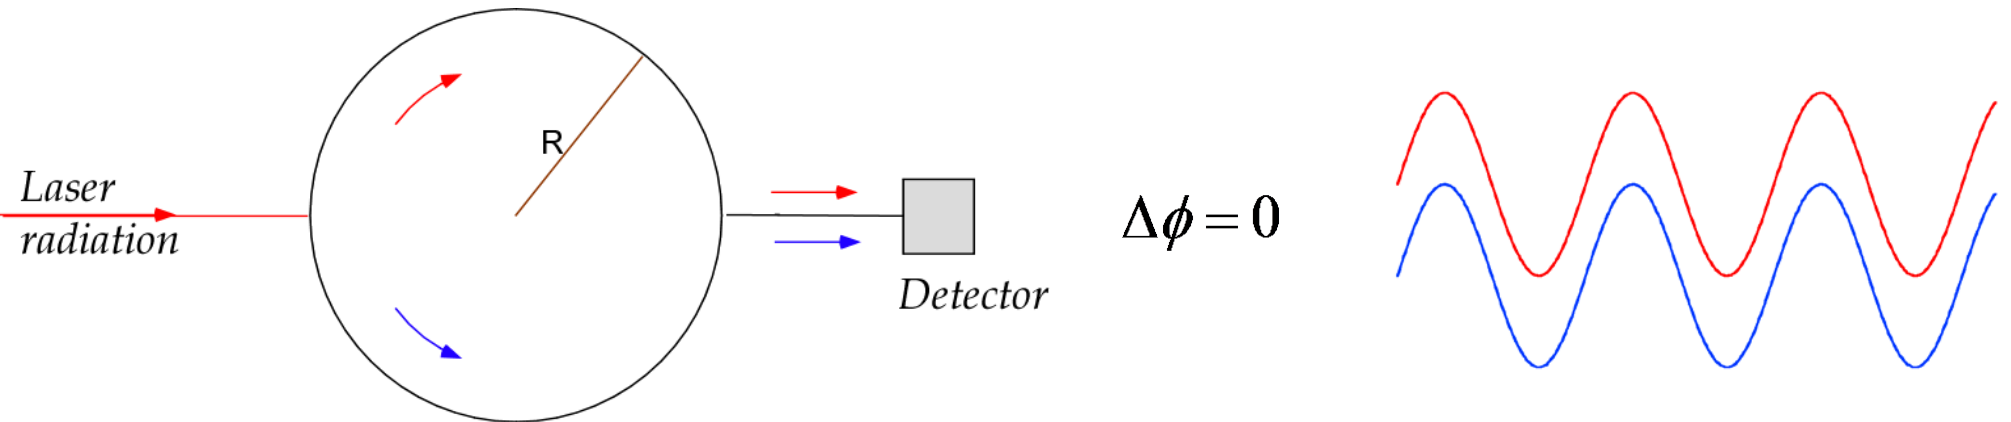 Laser
radiation
R
Detector
Δϕ = 0